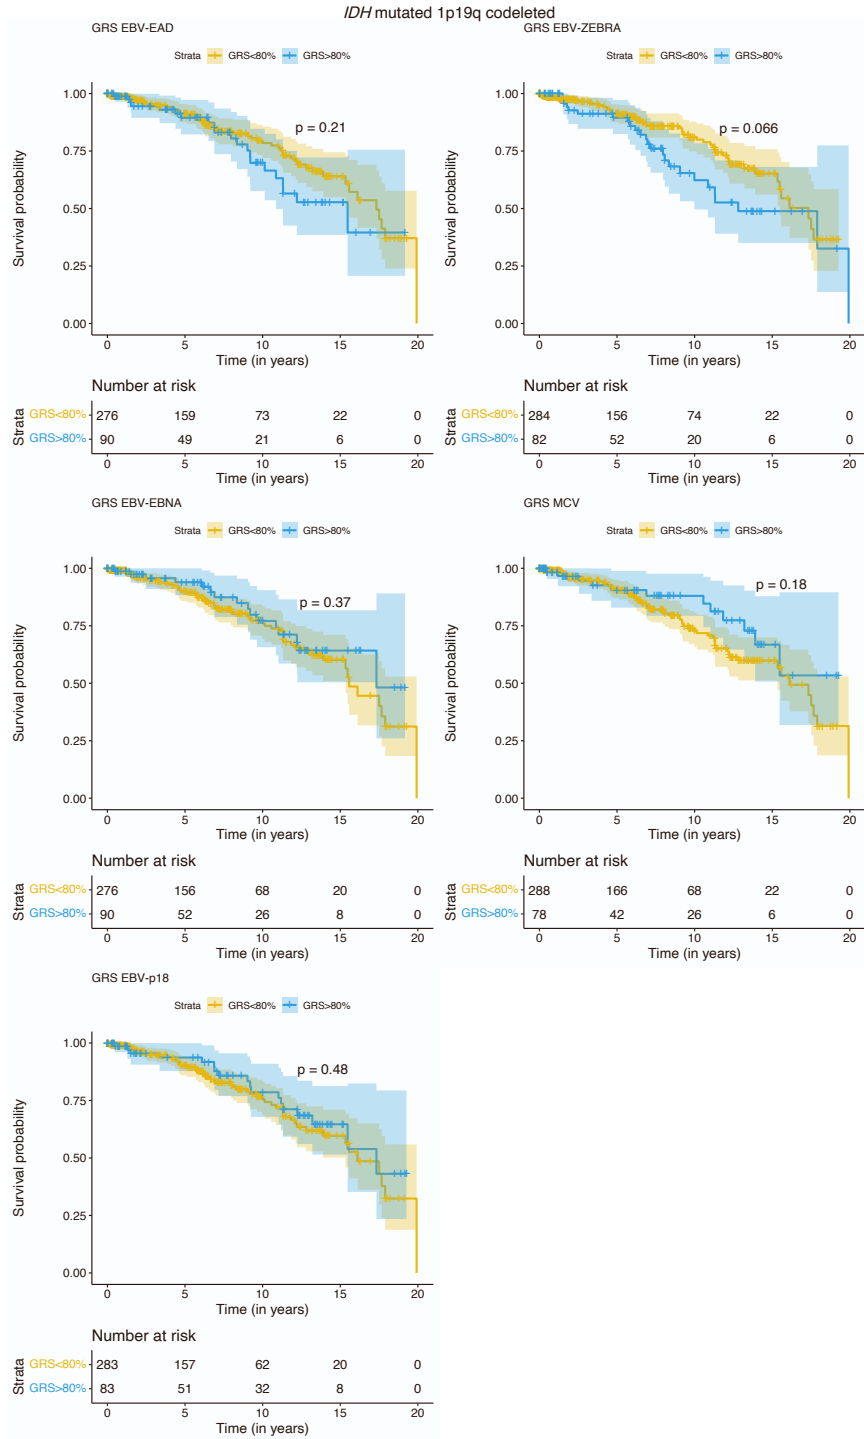 IDH mutated 1p19q codeleted
GRS EBV-EAD
Strata GRS<80% GRS>80%
1.00
0.75
0.50
0.25
0.00
Survival probability
p = 0.21
0 5 10 15 20
Time (in years)
Number at risk
Strata
GRS<80% 276 159 73 22 0
GRS>80% 90 49 21 6 0
0 5 10 15 20
Time (in years)
GRS EBV-ZEBRA
Strata GRS<80% GRS>80%
1.00
0.75
0.50
0.25
0.00
Survival probability
p = 0.066
0 5 10 15 20
Time (in years)
Number at risk
Strata
GRS<80% 284 156 74 22 0
GRS>80% 82 52 20 6 0
0 5 10 15 20
Time (in years)
GRS EBV-EBNA
Strata GRS<80% GRS>80%
1.00
0.75
0.50
0.25
0.00
Survival probability
p = 0.37
0 5 10 15 20
Time (in years)
Number at risk
Strata
GRS<80% 276 156 68 20 0
GRS>80% 90 52 26 8 0
0 5 10 15 20
Time (in years)
GRS MCV
Strata GRS<80% GRS>80%
1.00
0.75
0.50
0.25
0.00
Survival probability
p = 0.18
0 5 10 15 20
Time (in years)
Number at risk
Strata
GRS<80% 288 166 68 22 0
GRS>80% 78 42 26 6 0
0 5 10 15 20
Time (in years)
GRS EBV-p18
Strata GRS<80% GRS>80%
1.00
0.75
0.50
0.25
0.00
Survival probability
p = 0.48
0 5 10 15 20
Time (in years)
Number at risk
Strata
GRS<80% 283 157 62 20 0
GRS>80% 83 51 32 8 0
0 5 10 15 20
Time (in years)